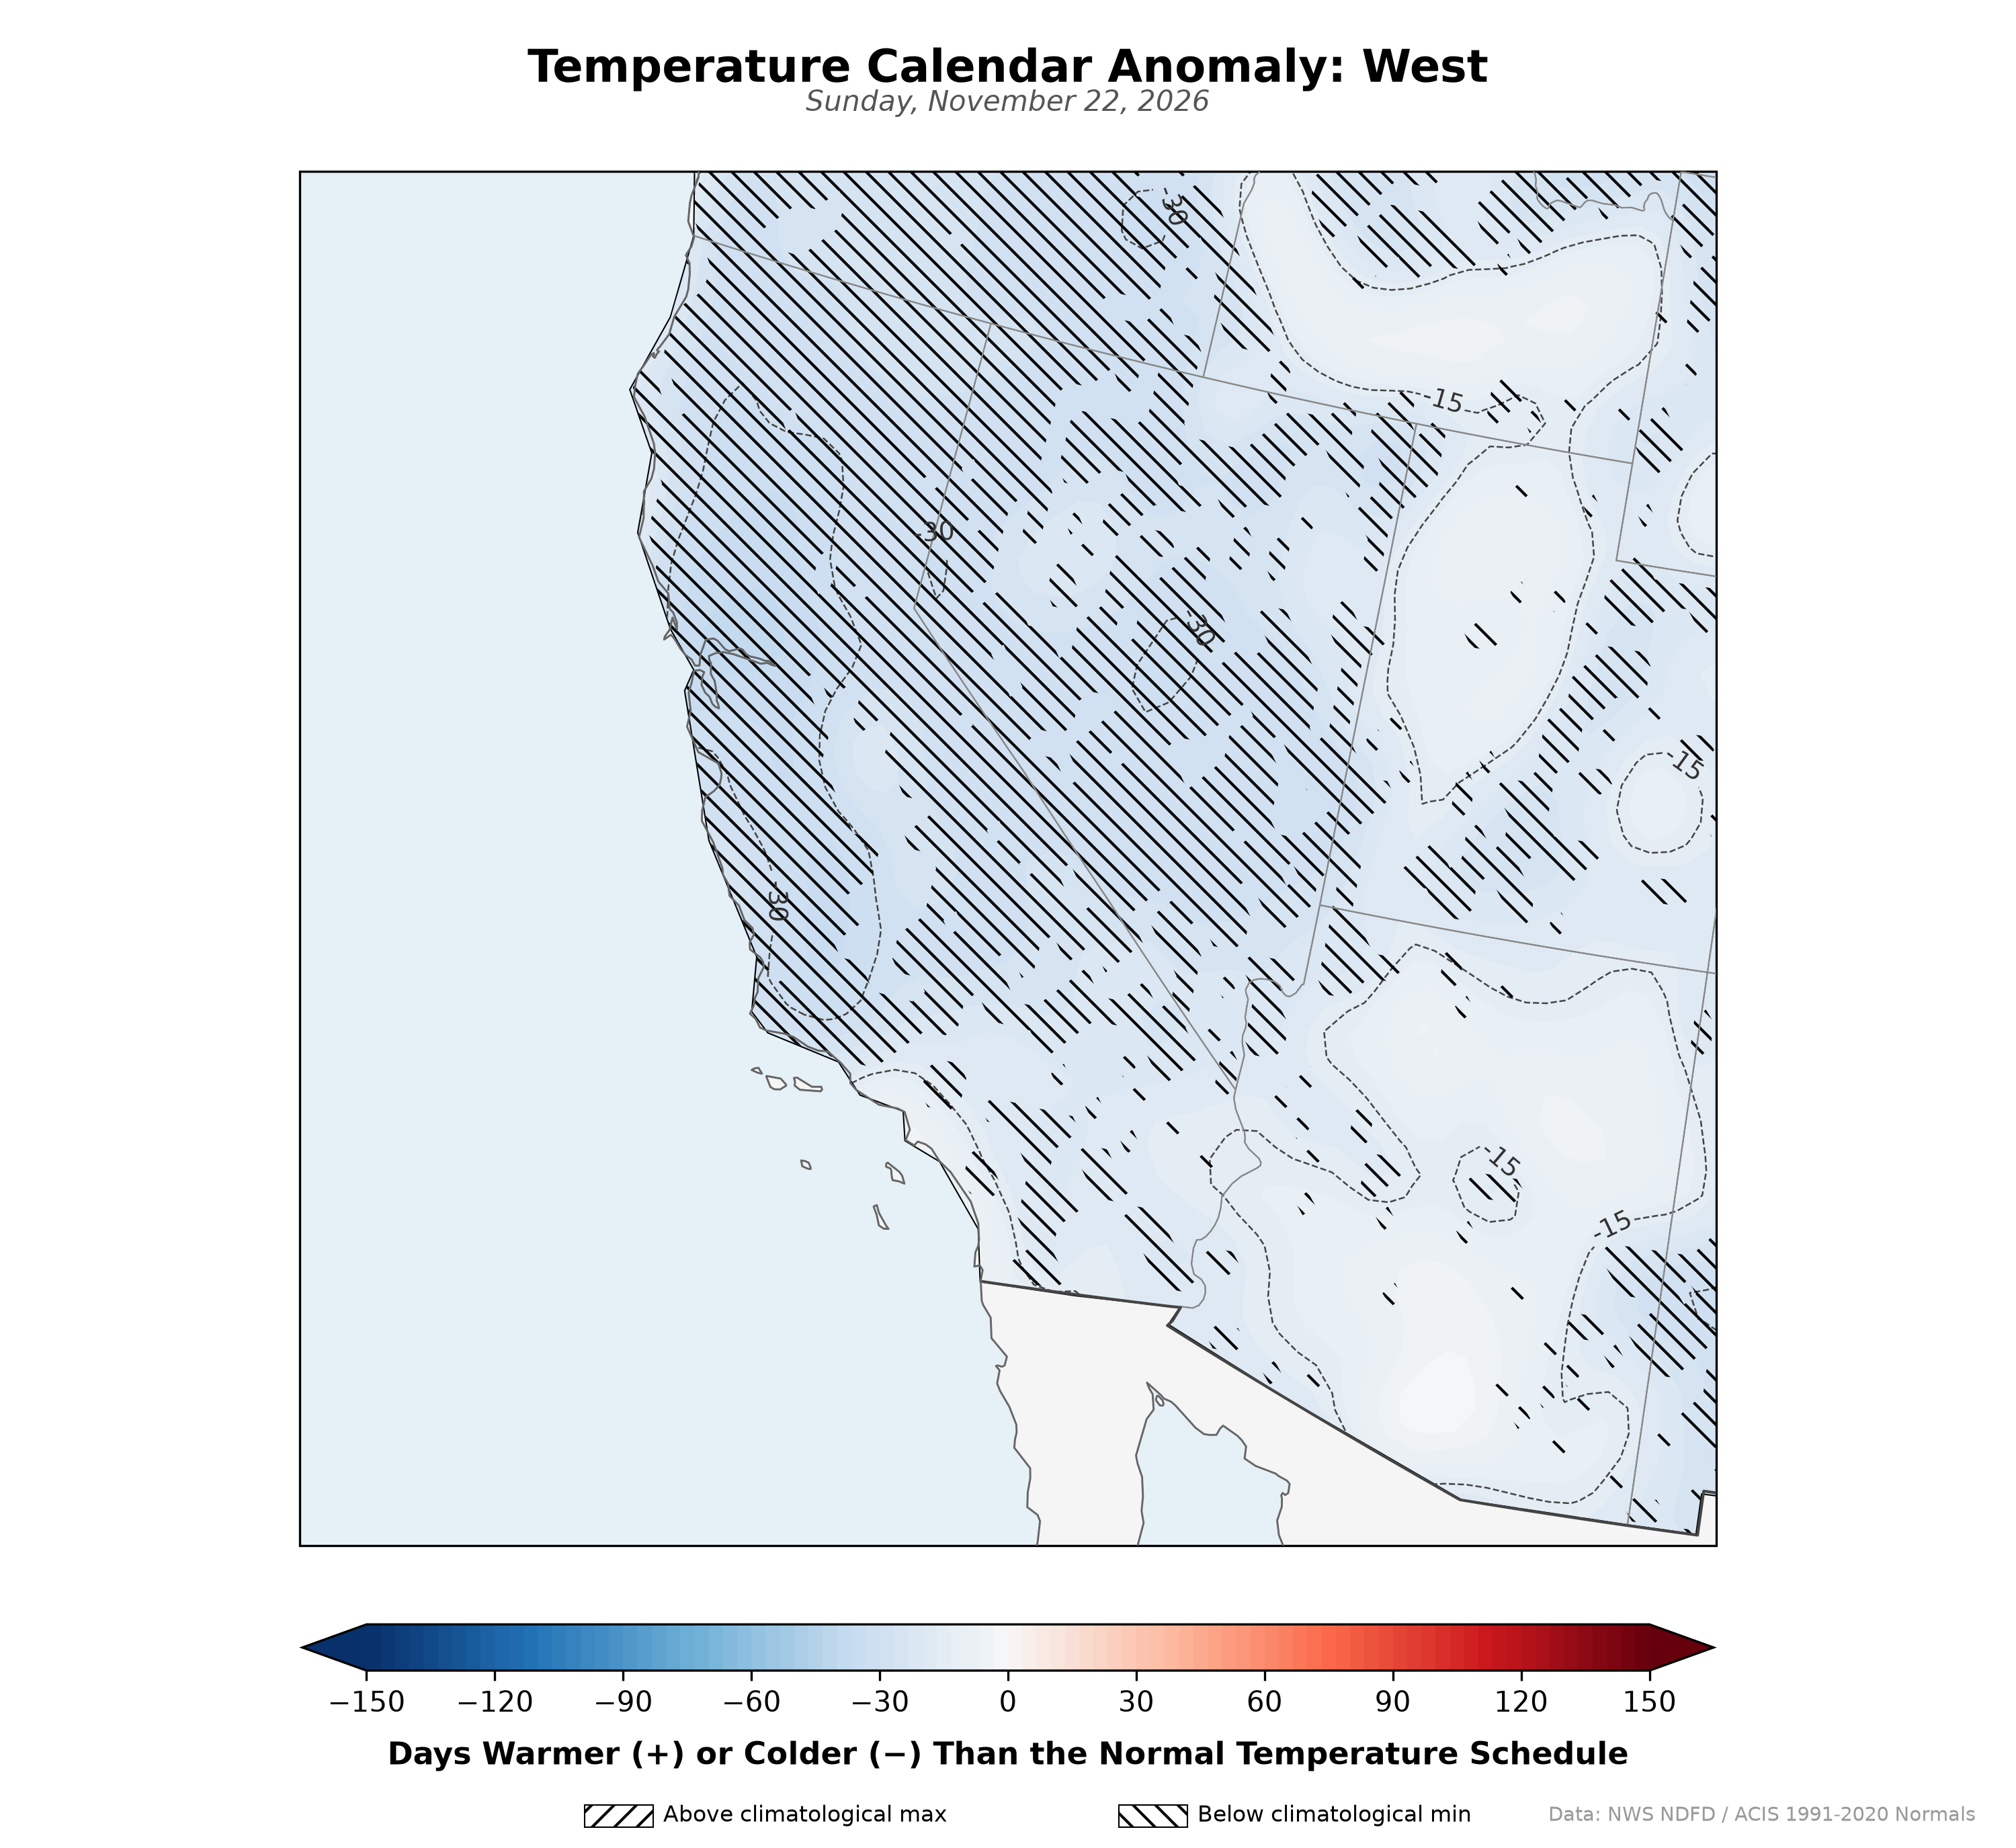 Temperature Calendar Anomaly: West
Sunday, November 22, 2026
-30
-15
-30
-30
-15
-30
-15
-15
−150 −120 −90 −60 −30 0 30 60 90 120 150
Days Warmer (+) or Colder (−) Than the Normal Temperature Schedule
Above climatological max
Below climatological min
Data: NWS NDFD / ACIS 1991-2020 Normals